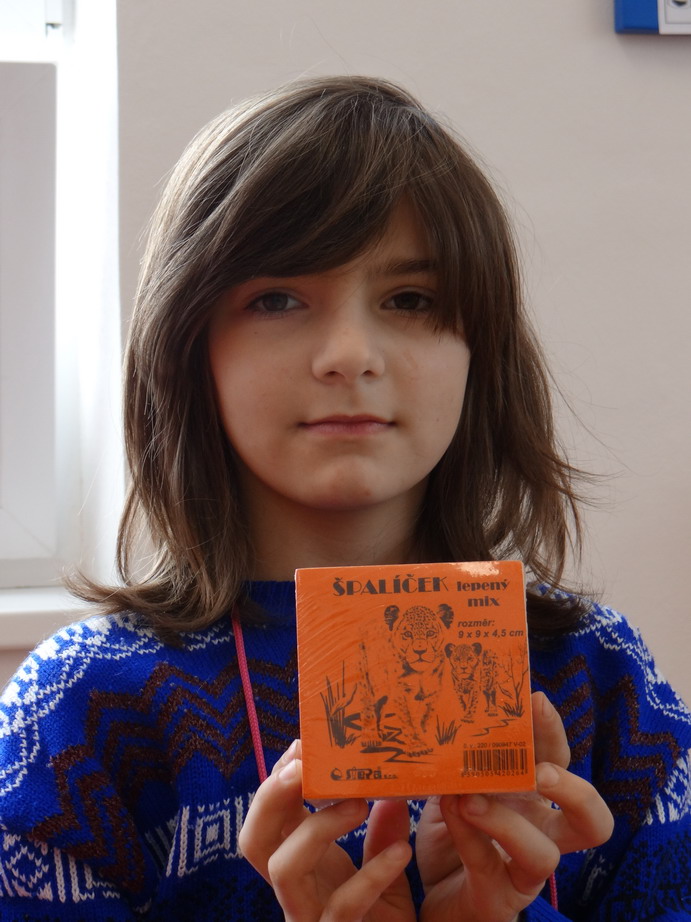 ŠPALÍČEK lepený
mix
rozměr:
9 x 9 x 4,5 cm
s.r.o.